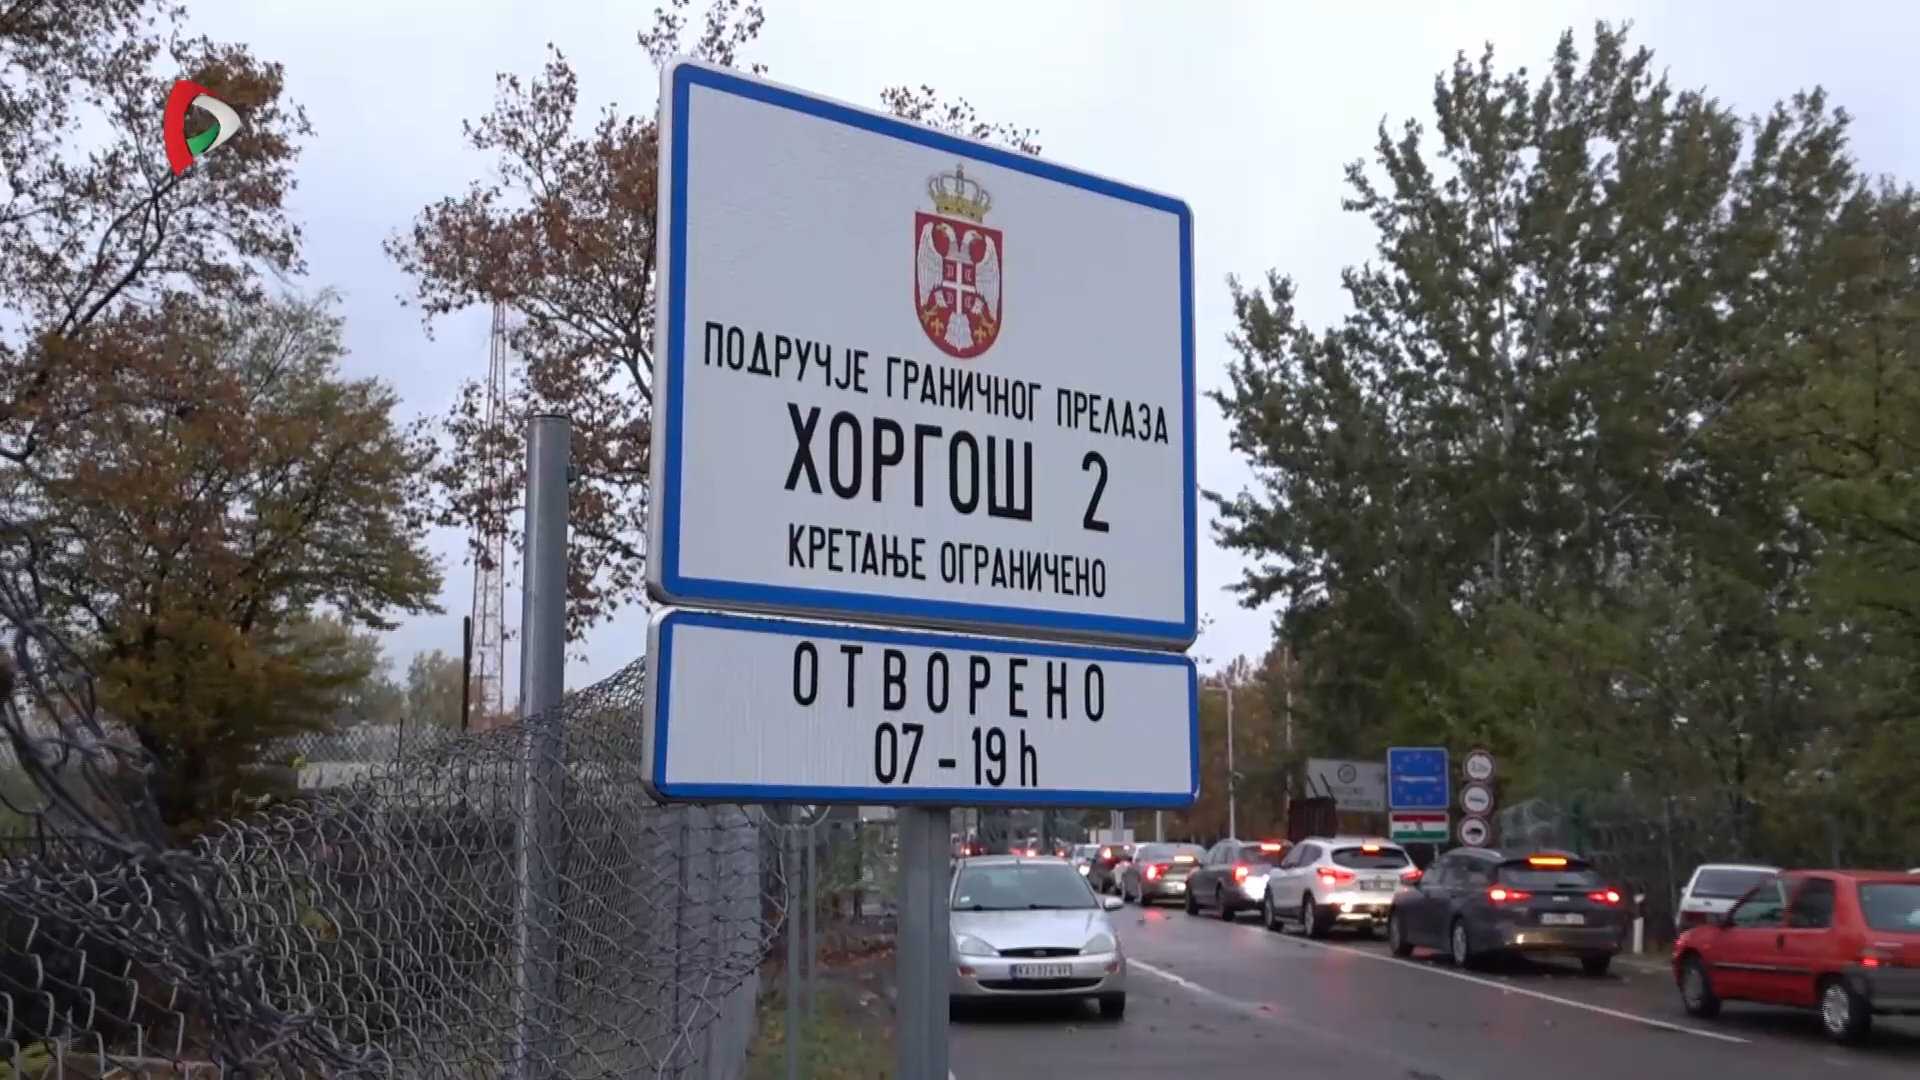 ПОДРУЧЈЕ ГРАНИЧНОГ ПРЕЛАЗА
ХОРГОШ 2
КРЕТАЊЕ ОГРАНИЧЕНО
ОТВОРЕНО
07 - 19 h